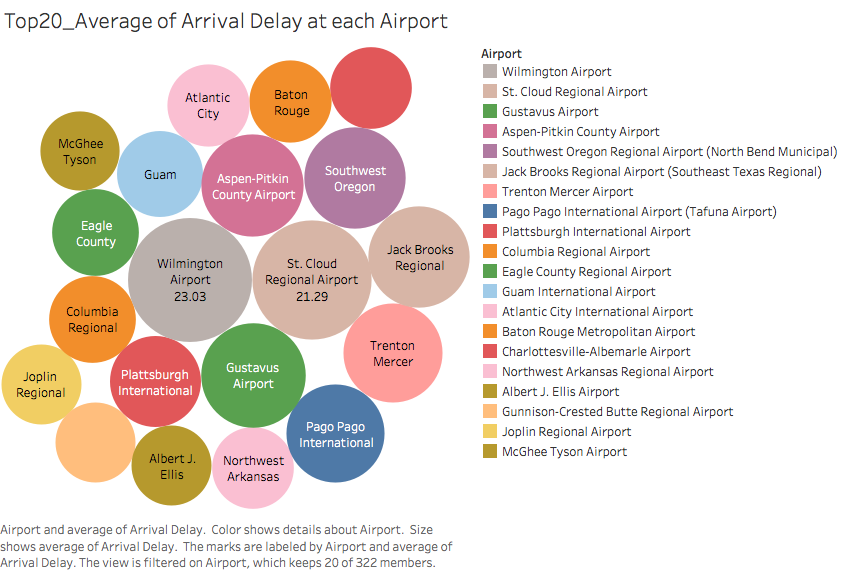 Top20_Average of Arrival Delay at each Airport
Atlantic
City
Baton
Rouge
McGhee
Tyson
Guam
Aspen-Pitkin
County Airport
Southwest
Oregon
Eagle
County
Wilmington
Airport
23.03
St. Cloud
Regional Airport
21.29
Jack Brooks
Regional
Columbia
Regional
Trenton
Mercer
Joplin
Regional
Plattsburgh
International
Gustavus
Airport
Pago Pago
International
Albert J.
Ellis
Northwest
Arkansas
Airport
Wilmington Airport
St. Cloud Regional Airport
Gustavus Airport
Aspen-Pitkin County Airport
Southwest Oregon Regional Airport (North Bend Municipal)
Jack Brooks Regional Airport (Southeast Texas Regional)
Trenton Mercer Airport
Pago Pago International Airport (Tafuna Airport)
Plattsburgh International Airport
Columbia Regional Airport
Eagle County Regional Airport
Guam International Airport
Atlantic City International Airport
Baton Rouge Metropolitan Airport
Charlottesville-Albemarle Airport
Northwest Arkansas Regional Airport
Albert J. Ellis Airport
Gunnison-Crested Butte Regional Airport
Joplin Regional Airport
McGhee Tyson Airport
Airport and average of Arrival Delay. Color shows details about Airport. Size
shows average of Arrival Delay. The marks are labeled by Airport and average of
Arrival Delay. The view is filtered on Airport, which keeps 20 of 322 members.